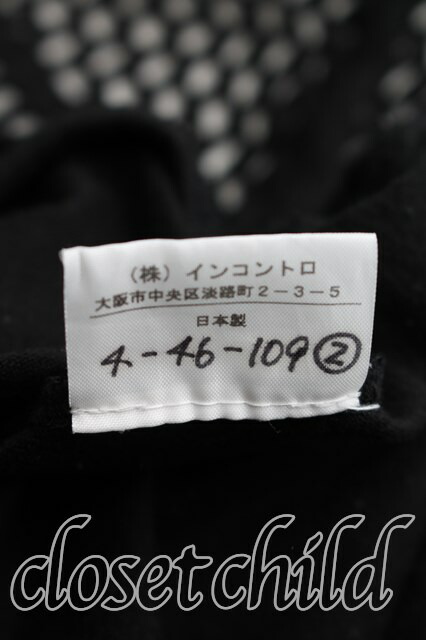 （株）インコントロ
大阪市中央区淡路町2-3-5
日本製
4-46-109②
closetchild